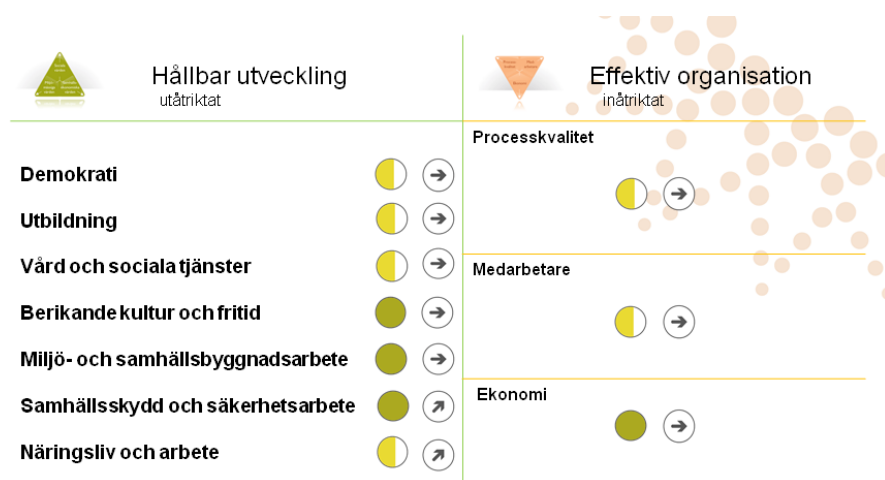 Hållbar utveckling
utåtriktat
Demokrati
Utbildning
Vård och sociala tjänster
Berikande kultur och fritid
Miljö- och samhällsbyggnadsarbete
Samhällsskydd och säkerhetsarbete
Näringsliv och arbete
Effektiv organisation
inåtriktat
Processkvalitet
Medarbetare
Ekonomi